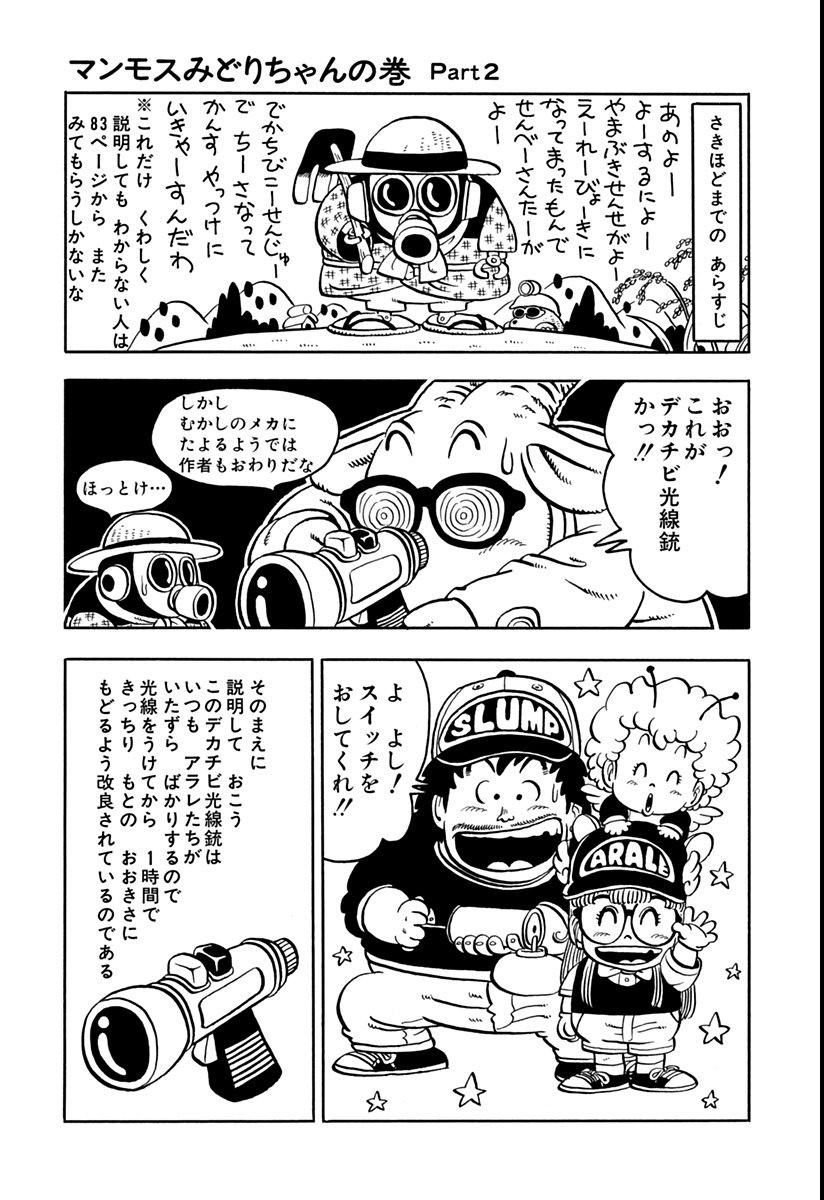 マンモスみどりちゃんの巻 Part2
さきほどまでの あらすじ
あのよー
よーするによー
やまぶきせんせがよー
えーれーびょーきに
なってまったもんで
せんべーさんたーが
よー
でかちびこーせんじゅー
で ちーさなって
かんす やっつけに
いきゃーすんだわ
※これだけ くわしく
説明しても わからない人は
83ページから また
みてもらうしかないな
おおっ!
これが
デカチビ光線銃
かっ!!
しかし
むかしのメカに
たよるようでは
作者もおわりだな
ほっとけ…
よ よし!
スイッチを
おしてくれ!!
SLUMP
ARALE
そのまえに
説明して おこう
このデカチビ光線銃は
いつも アラレたちが
いたずら ばかりするので
光線をうけてから 1時間で
きっちり もとの おおきさに
もどるよう改良されているのである